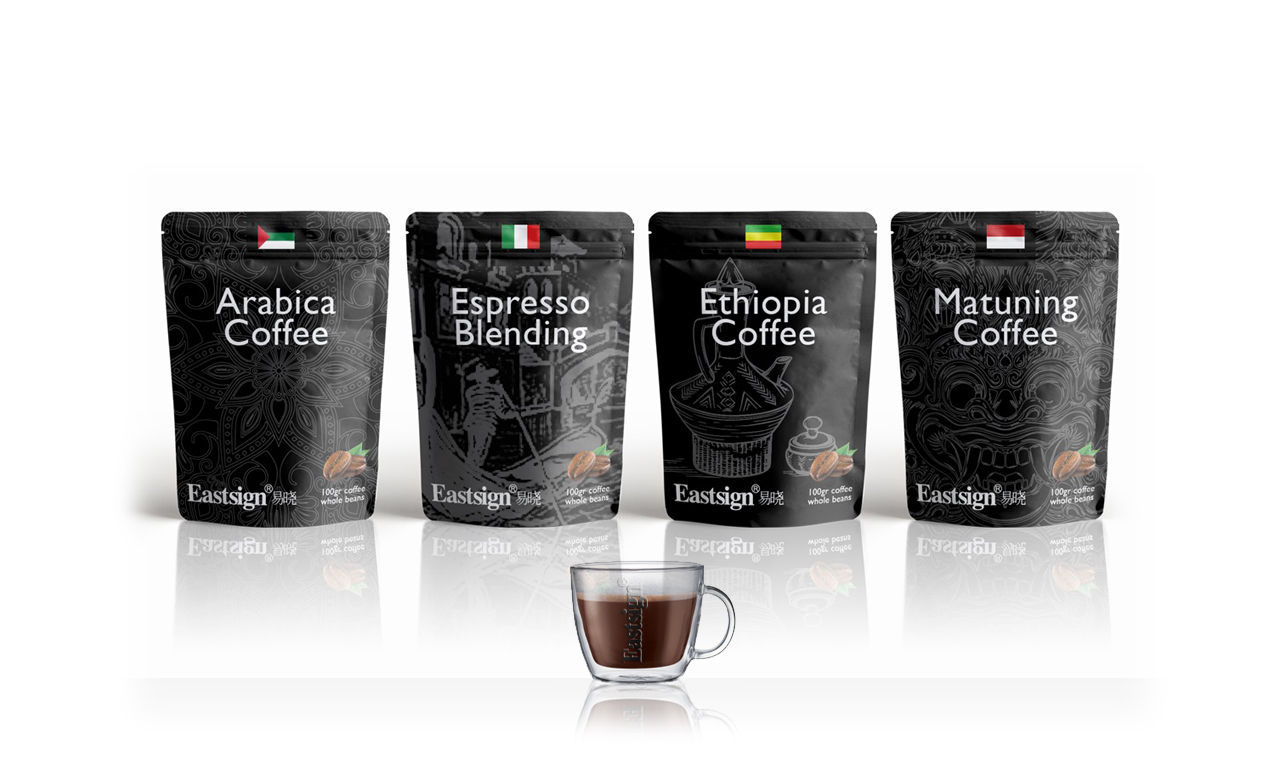 Arabica
Coffee
Eastsign® 易晓
100gr coffee
whole beans
Espresso
Blending
Eastsign® 易晓
100gr coffee
whole beans
Ethiopia
Coffee
Eastsign® 易晓
100gr coffee
whole beans
Matuning
Coffee
Eastsign® 易晓
100gr coffee
whole beans
Eastsign®